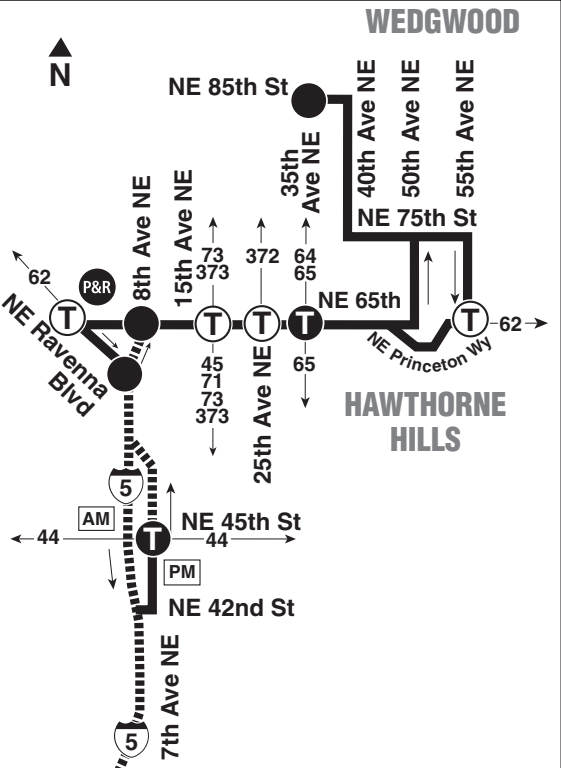 WEDGWOOD
N
NE 85th St
40th Ave NE
50th Ave NE
55th Ave NE
35th
Ave NE
8th Ave NE
15th Ave NE
NE 75th St
73
373
372
64
65
62
P&R
NE 65th
T
T
T
T
T
62
NE Ravenna
Blvd
NE Princeton Wy
45
71
73
373
25th Ave NE
65
HAWTHORNE
HILLS
5
AM
NE 45th St
44
T
44
PM
NE 42nd St
7th Ave NE
5